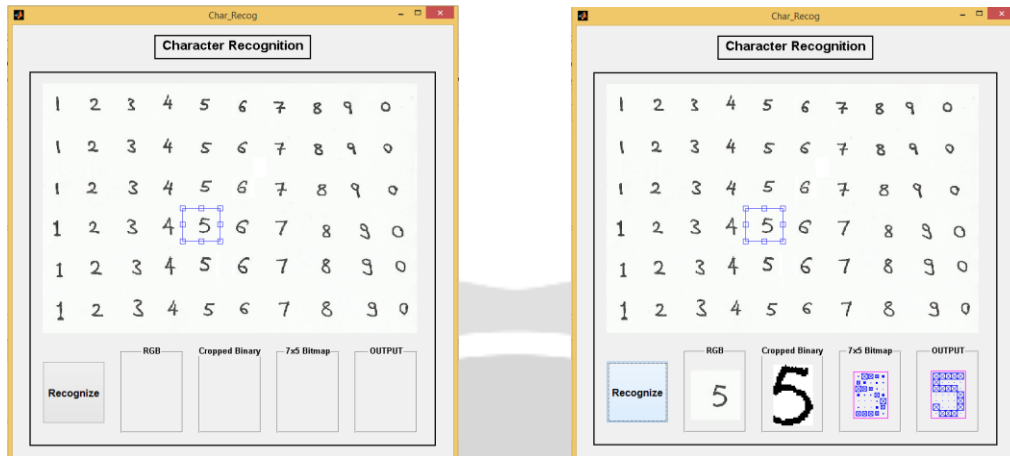 Char_Recog
Character Recognition
1 2 3 4 5 6 7 8 9 0
1 2 3 4 5 6 7 8 9 0
1 2 3 4 5 6 7 8 9 0
1 2 3 4 5 6 7 8 9 0
1 2 3 4 5 6 7 8 9 0
1 2 3 4 5 6 7 8 9 0
RGB Cropped Binary 7x5 Bitmap OUTPUT
Recognize
Char_Recog
Character Recognition
1 2 3 4 5 6 7 8 9 0
1 2 3 4 5 6 7 8 9 0
1 2 3 4 5 6 7 8 9 0
1 2 3 4 5 6 7 8 9 0
1 2 3 4 5 6 7 8 9 0
1 2 3 4 5 6 7 8 9 0
RGB Cropped Binary 7x5 Bitmap OUTPUT
Recognize 5 5 5 5